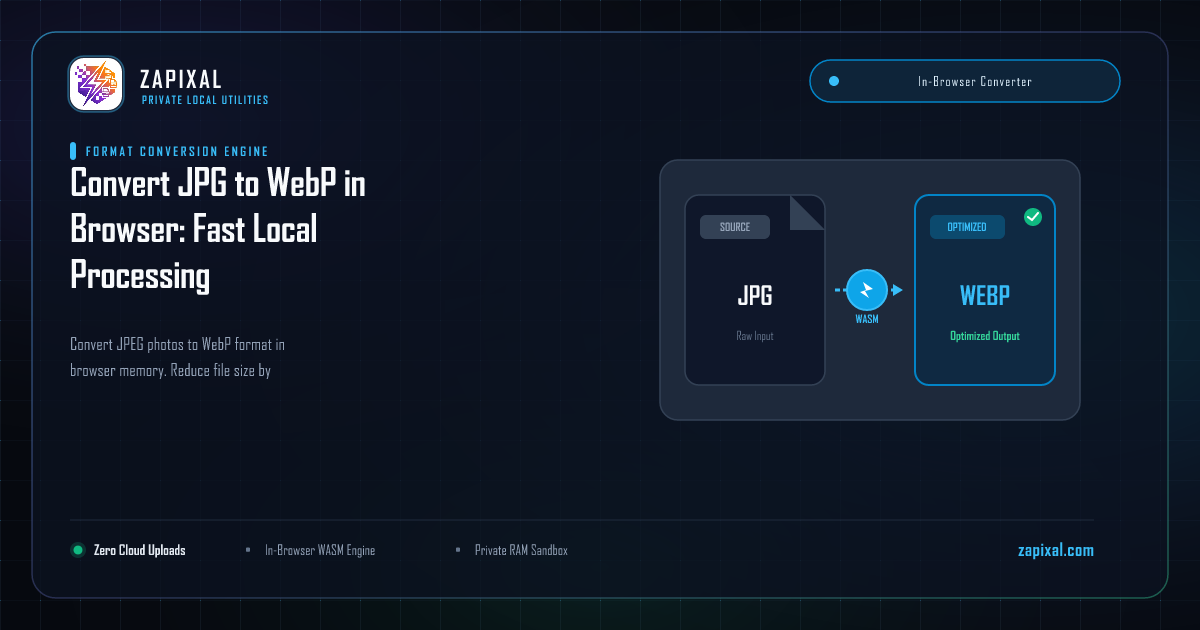 ZAPIXAL
PRIVATE LOCAL UTILITIES
In-Browser Converter
FORMAT CONVERSION ENGINE
Convert JPG to WebP in
Browser: Fast Local
Processing
Convert JPEG photos to WebP format in
browser memory. Reduce file size by
SOURCE
JPG
Raw Input
WASM
OPTIMIZED
WEBP
Optimized Output
Zero Cloud Uploads
In-Browser WASM Engine
Private RAM Sandbox
zapixal.com